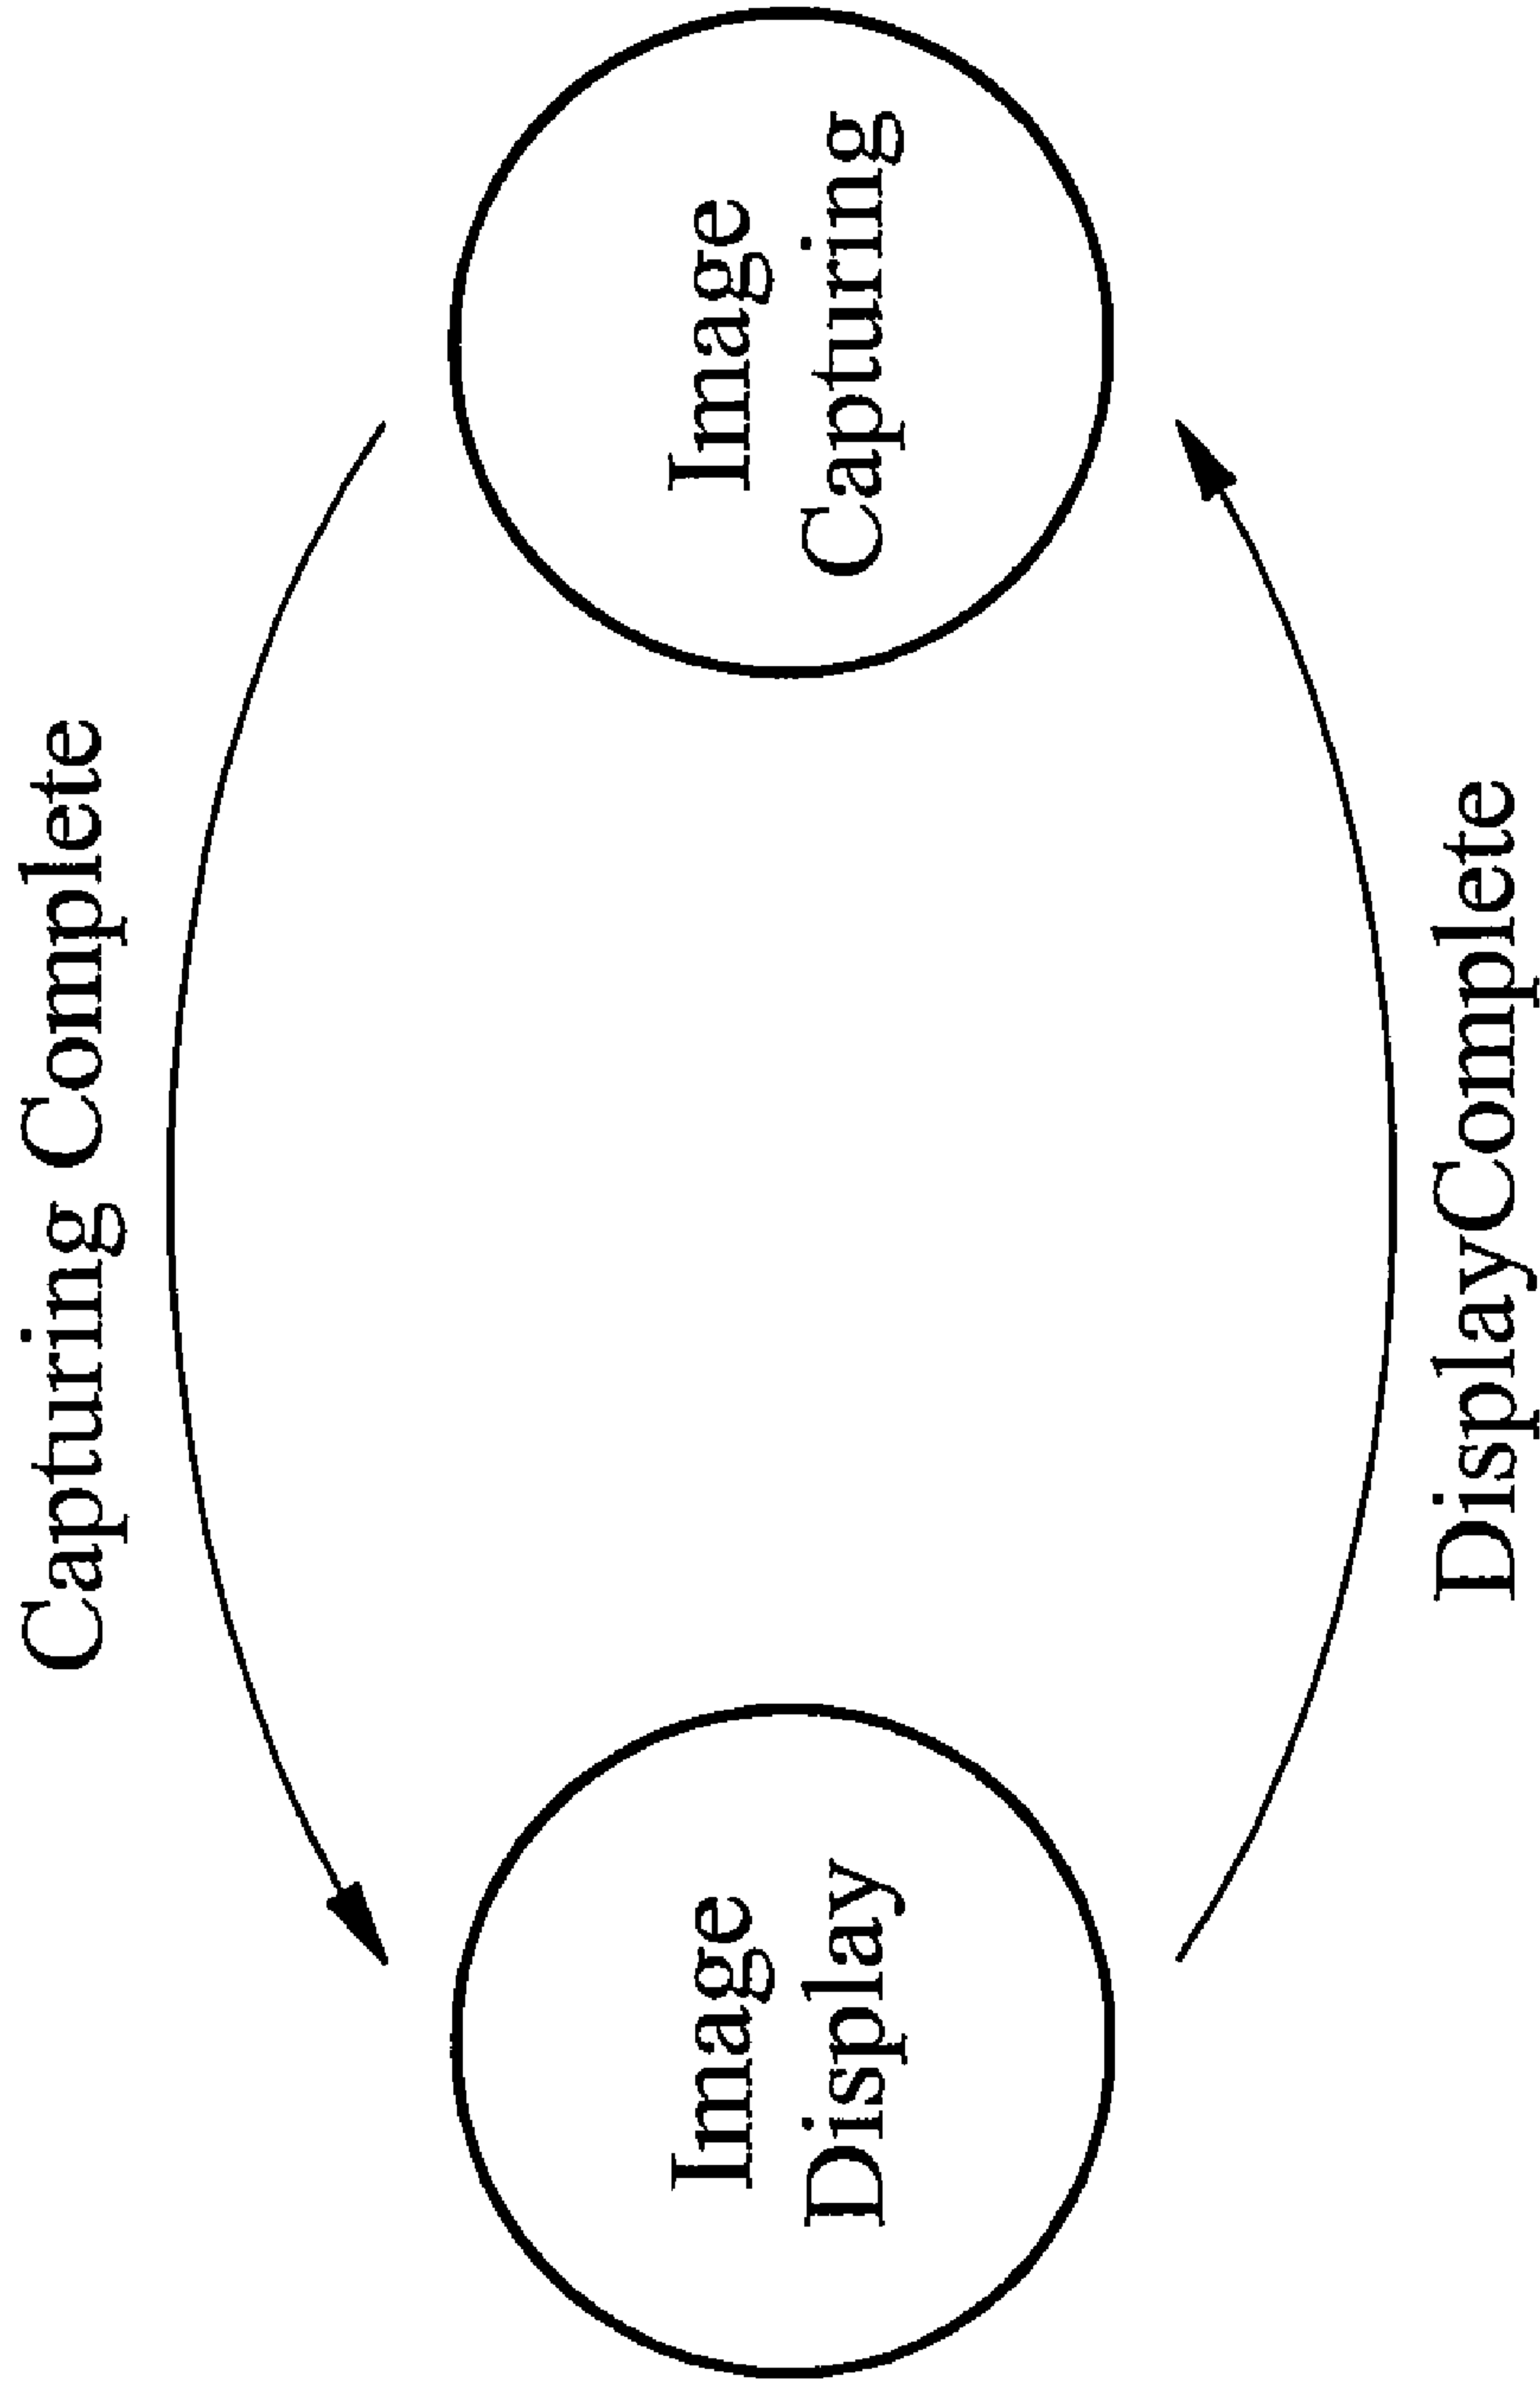 Capturing Complete
Image
Display
Image
Capturing
DisplayComplete